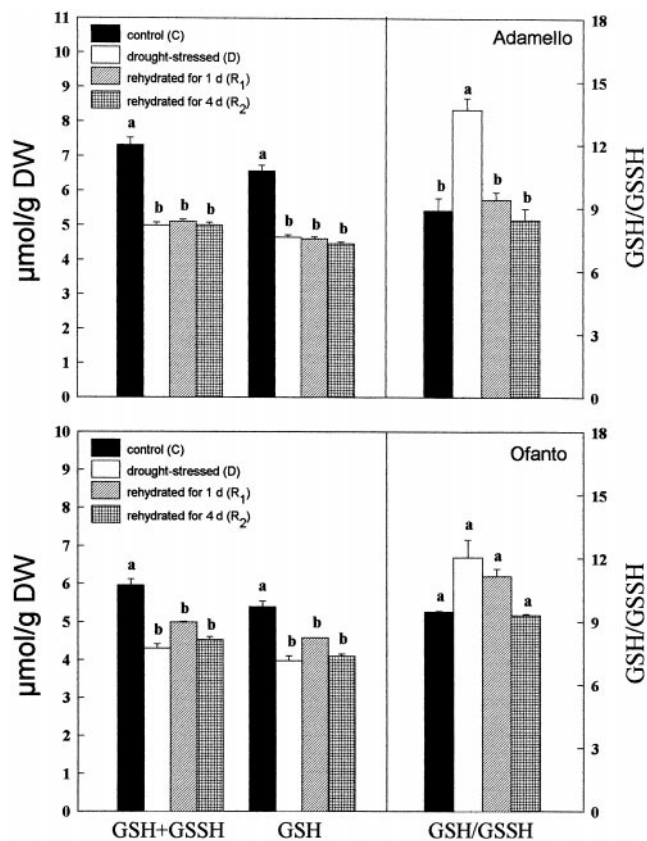 11
10
9
8
7
6
5
4
3
2
1
0
µmol/g DW
control (C)
drought-stressed (D)
rehydrated for 1 d (R1)
rehydrated for 4 d (R2)
a
b
b
b
a
b
b
b
Adamello
b
a
b
b
18
15
12
9
6
3
0
GSH/GSSH
10
9
8
7
6
5
4
3
2
1
0
µmol/g DW
control (C)
drought-stressed (D)
rehydrated for 1 d (R1)
rehydrated for 4 d (R2)
a
b
b
b
a
b
b
b
Ofanto
a
a
a
a
18
15
12
9
6
3
0
GSH/GSSH
GSH+GSSH
GSH
GSH/GSSH